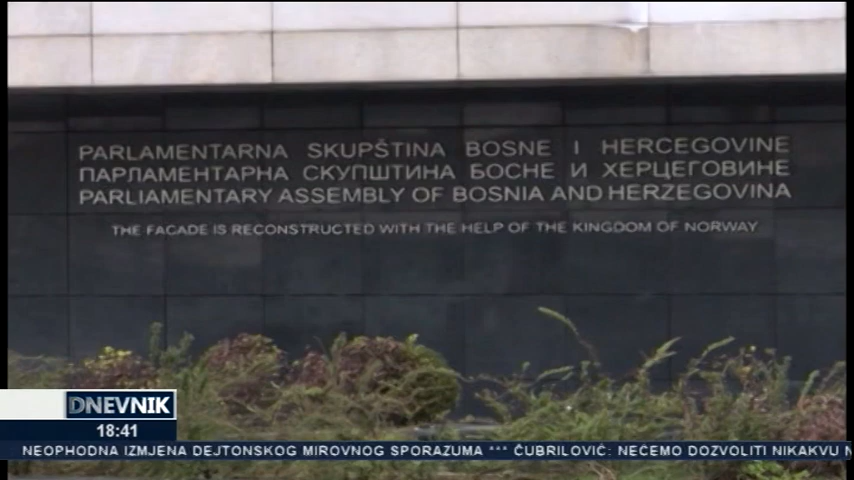 PARLAMENTARNA SKUPŠTINA BOSNE I HERCEGOVINE
ПАРЛАМЕНТАРНА СКУПШТИНА БОСНЕ И ХЕРЦЕГОВИНЕ
PARLIAMENTARY ASSEMBLY OF BOSNIA AND HERZEGOVINA
THE FACADE IS RECONSTRUCTED WITH THE HELP OF THE KINGDOM OF NORWAY
DNEVNIK
18:41
NEOPHODNA IZMJENA DEJTONSKOG MIROVNOG SPORAZUMA *** ČUBRILOVIĆ: NEĆEMO DOZVOLITI NIKAKVU